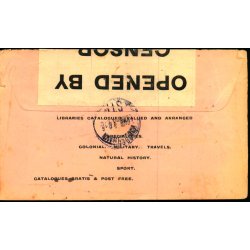 OPENED BY
CENSOR
LIBRARIES CATALOGUED VALUED AND ARRANGED
COLONIAL, MILITARY, TRAVELS,
NATURAL HISTORY,
SPORT.
CATALOGUES GRATIS & POST FREE.